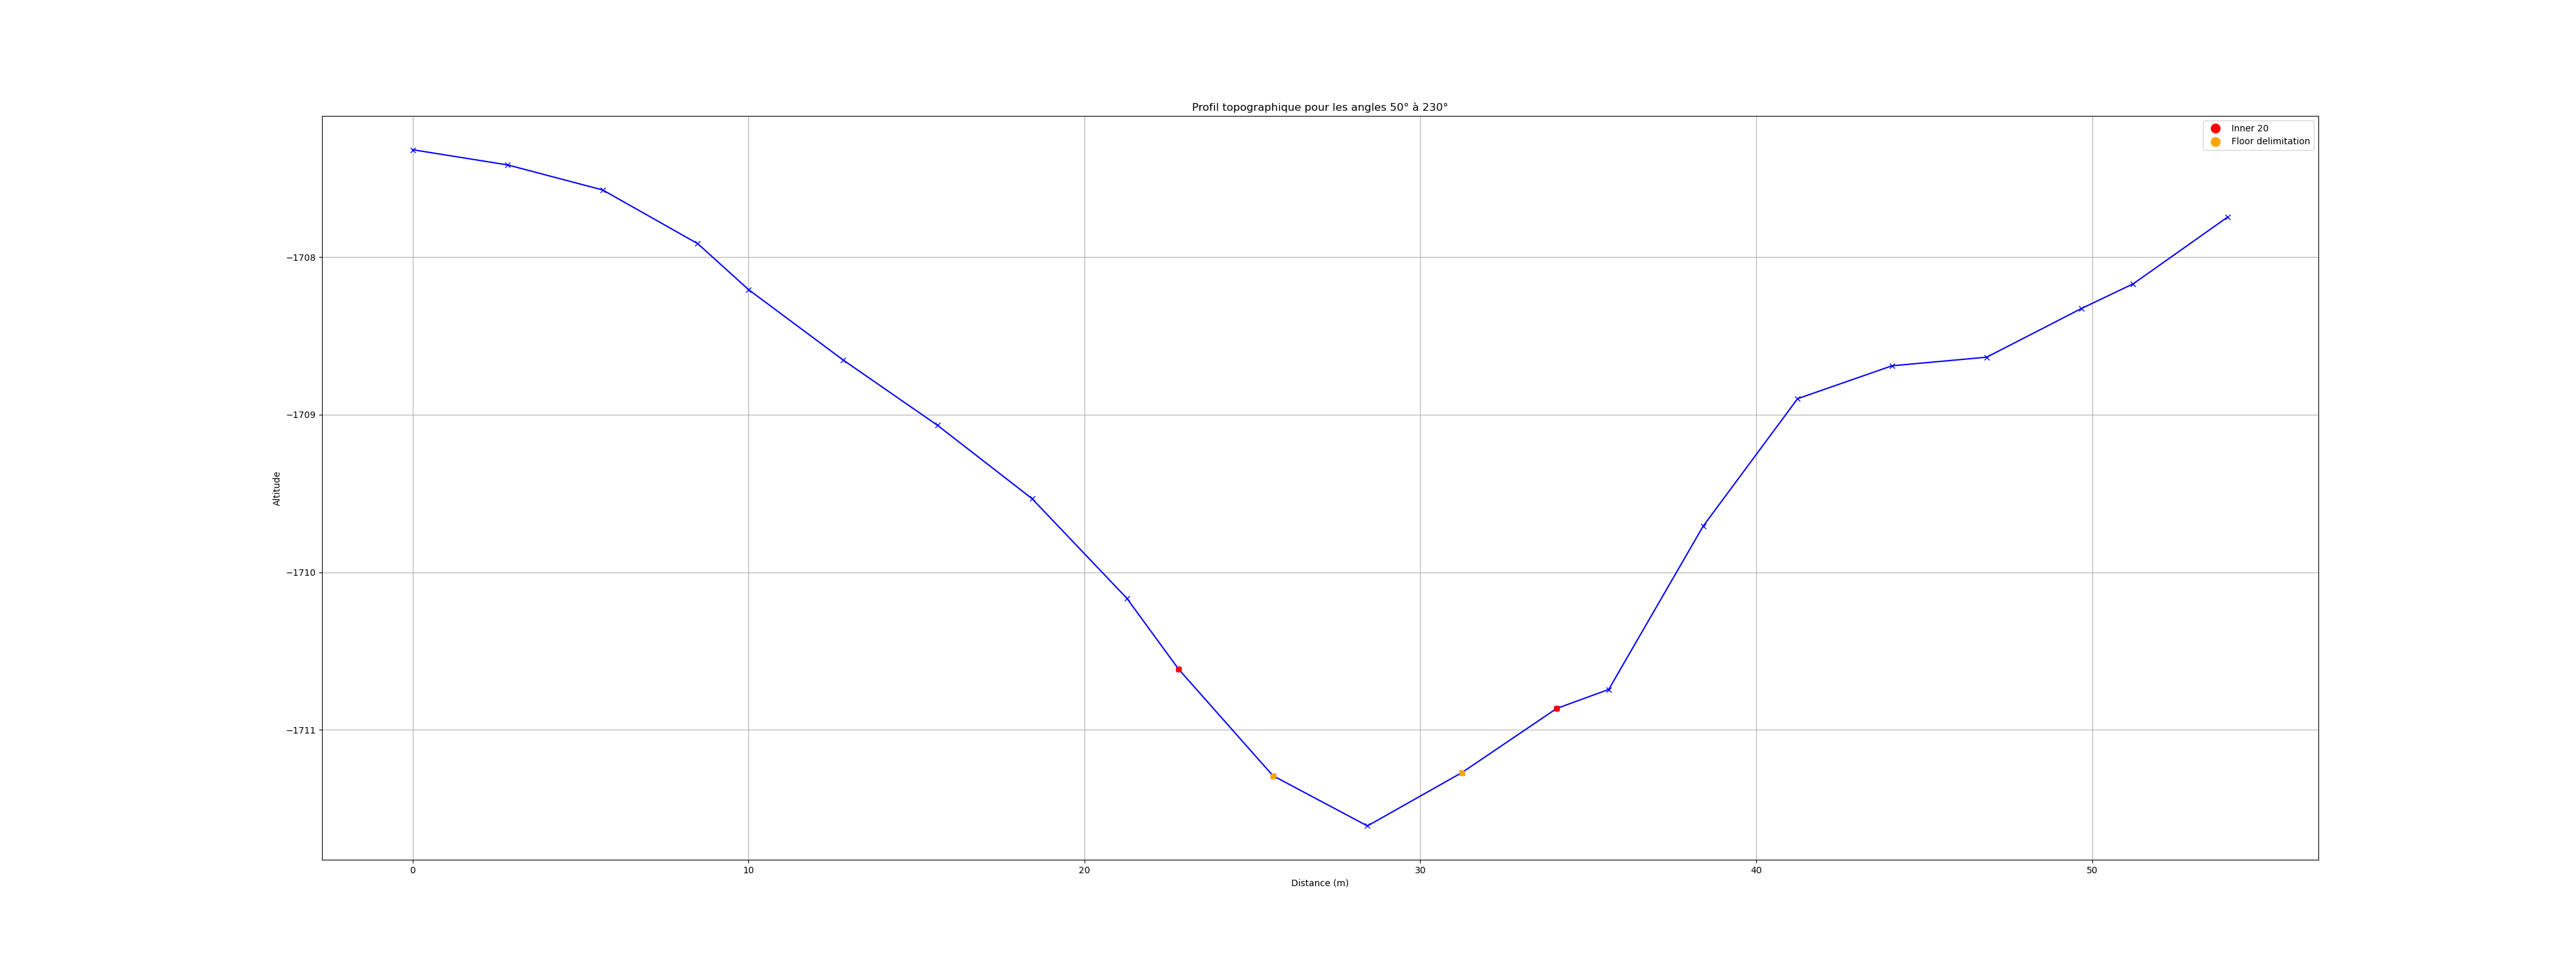 Profil topographique pour les angles 50° à 230°
Inner 20
Floor delimitation
−1708
−1709
−1710
−1711
Altitude
0 10 20 30 40 50
Distance (m)